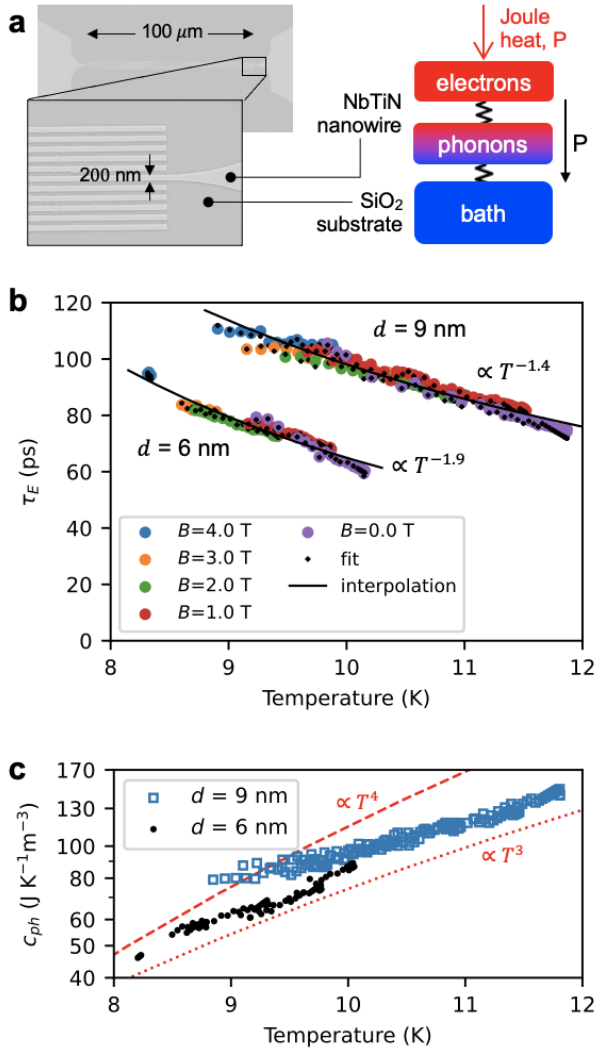 a
100 μm
200 nm
NbTiN
nanowire
SiO₂
substrate
Joule
heat, P
electrons
phonons
bath
P
b
120
100
80
60
40
20
0
τ_E (ps)
d = 9 nm
∝ T⁻¹·⁴
d = 6 nm
∝ T⁻¹·⁹
B=4.0 T
B=3.0 T
B=2.0 T
B=1.0 T
B=0.0 T
fit
interpolation
8 9 10 11 12
Temperature (K)
c
170
130
100
80
60
50
40
c_ph (J K⁻¹m⁻³)
d = 9 nm
d = 6 nm
∝ T⁴
∝ T³
8 9 10 11 12
Temperature (K)